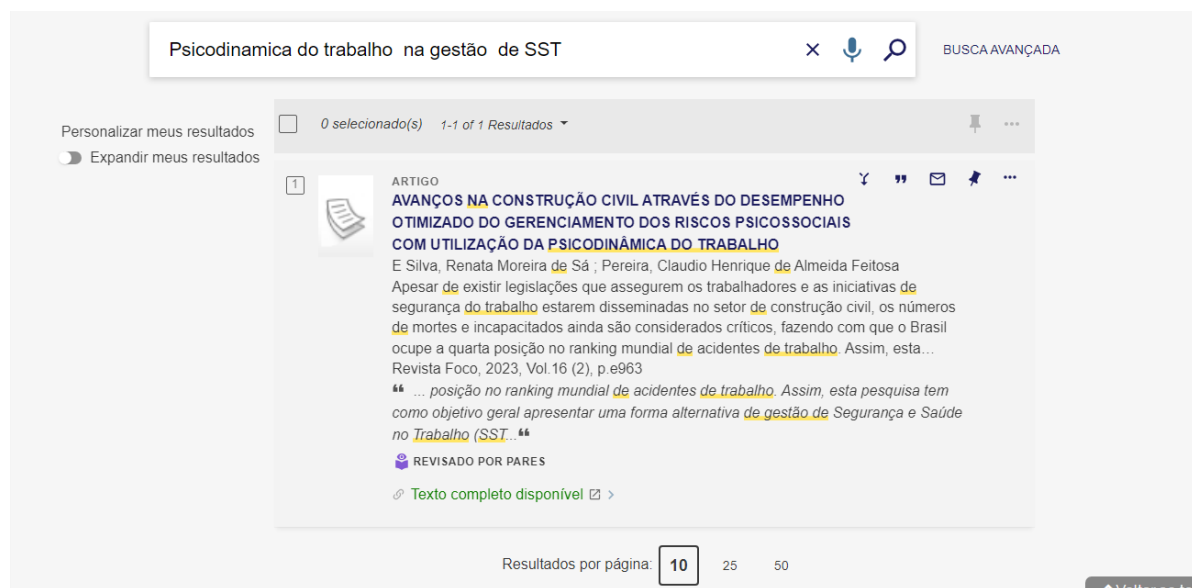 Psicodinamica do trabalho na gestão de SST
BUSCA AVANÇADA
Personalizar meus resultados
Expandir meus resultados
0 selecionado(s) 1-1 of 1 Resultados
1
ARTIGO
AVANÇOS NA CONSTRUÇÃO CIVIL ATRAVÉS DO DESEMPENHO
OTIMIZADO DO GERENCIAMENTO DOS RISCOS PSICOSSOCIAIS
COM UTILIZAÇÃO DA PSICODINÂMICA DO TRABALHO
E Silva, Renata Moreira de Sá ; Pereira, Claudio Henrique de Almeida Feitosa
Apesar de existir legislações que assegurem os trabalhadores e as iniciativas de
segurança do trabalho estarem disseminadas no setor de construção civil, os números
de mortes e incapacitados ainda são considerados críticos, fazendo com que o Brasil
ocupe a quarta posição no ranking mundial de acidentes de trabalho. Assim, esta...
Revista Foco, 2023, Vol.16 (2), p.e963
❝ ... posição no ranking mundial de acidentes de trabalho. Assim, esta pesquisa tem
como objetivo geral apresentar uma forma alternativa de gestão de Segurança e Saúde
no Trabalho (SST...❝
REVISADO POR PARES
Texto completo disponível
Resultados por página: 10 25 50